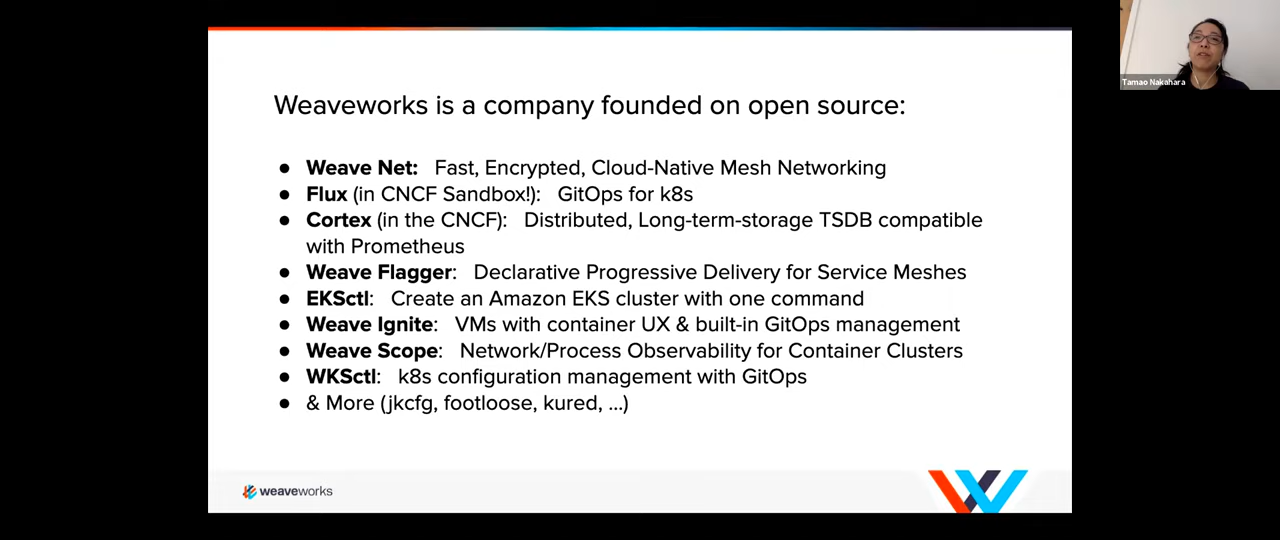 Weaveworks is a company founded on open source:
● Weave Net: Fast, Encrypted, Cloud-Native Mesh Networking
● Flux (in CNCF Sandbox!): GitOps for k8s
● Cortex (in the CNCF): Distributed, Long-term-storage TSDB compatible
with Prometheus
● Weave Flagger: Declarative Progressive Delivery for Service Meshes
● EKSctl: Create an Amazon EKS cluster with one command
● Weave Ignite: VMs with container UX & built-in GitOps management
● Weave Scope: Network/Process Observability for Container Clusters
● WKSctl: k8s configuration management with GitOps
● & More (jkcfg, footloose, kured, ...)
weaveworks
Tamao Nakahara